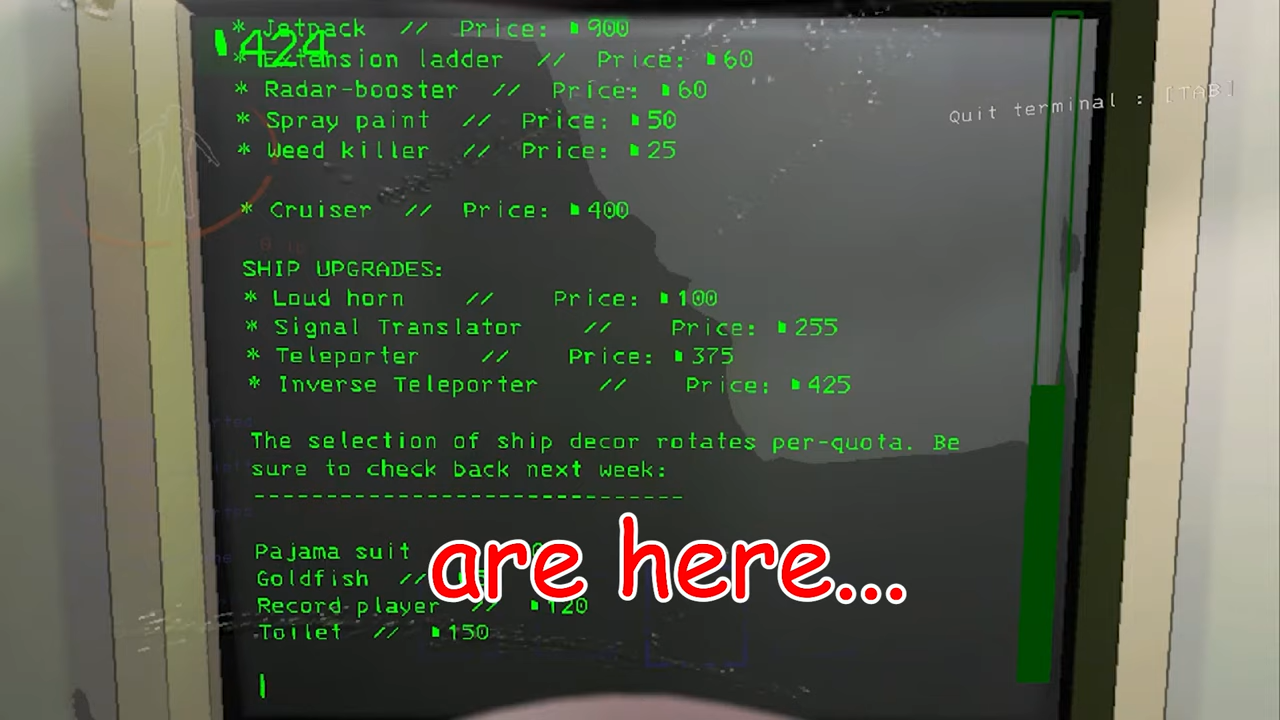 * Jetpack // Price: ▮900
▮424
* Extension ladder // Price: ▮60
* Radar-booster // Price: ▮60
* Spray paint // Price: ▮50
* Weed killer // Price: ▮25
Quit terminal : [TAB]
* Cruiser // Price: ▮400
SHIP UPGRADES:
* Loud horn // Price: ▮100
* Signal Translator // Price: ▮255
* Teleporter // Price: ▮375
* Inverse Teleporter // Price: ▮425
The selection of ship decor rotates per-quota. Be
sure to check back next week:
------------------------------
Pajama suit
Goldfish //
Record player // ▮120
Toilet // ▮150
are here...